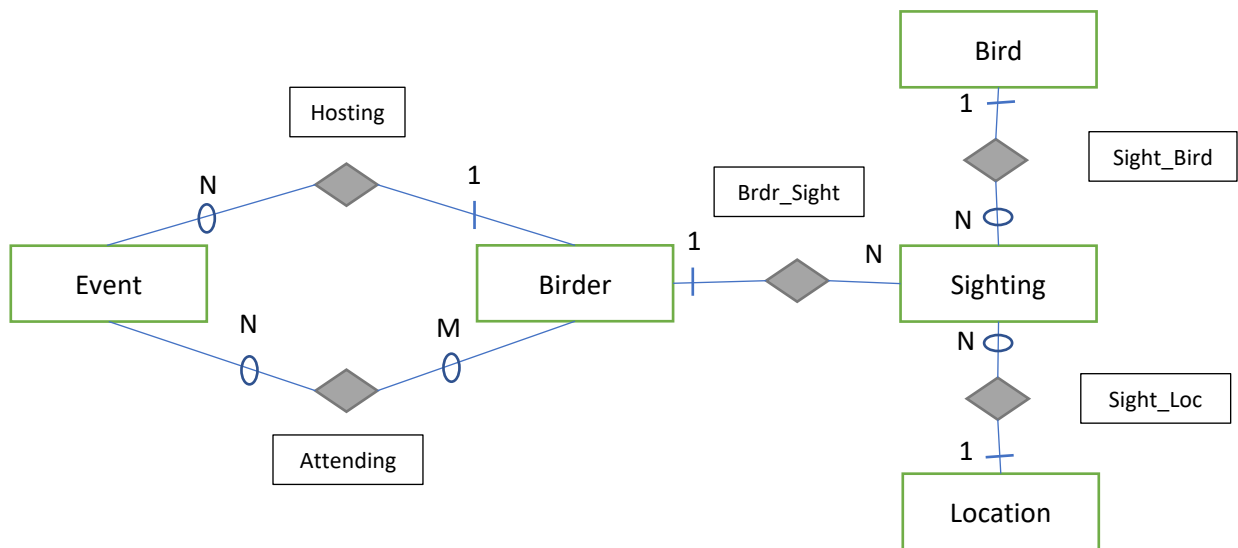 Bird
1
Hosting
Sight_Bird
N
1
Brdr_Sight
N
1
N
Event
Birder
Sighting
N
M
N
Sight_Loc
Attending
1
Location